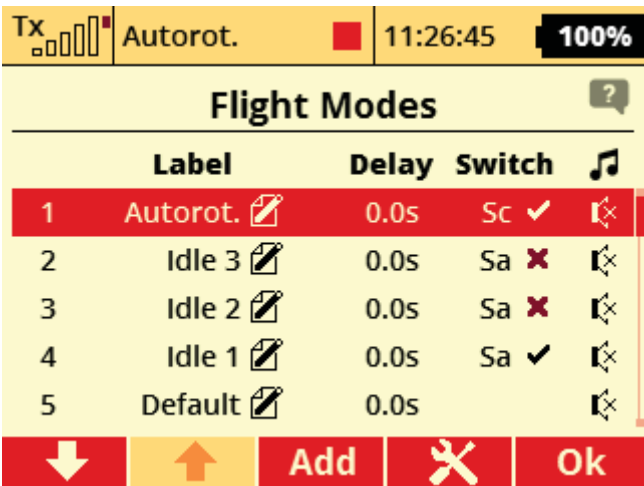 Tx Autorot. 11:26:45 100%
Flight Modes ?
Label Delay Switch
1 Autorot. 0.0s Sc
2 Idle 3 0.0s Sa
3 Idle 2 0.0s Sa
4 Idle 1 0.0s Sa
5 Default 0.0s
Add Ok